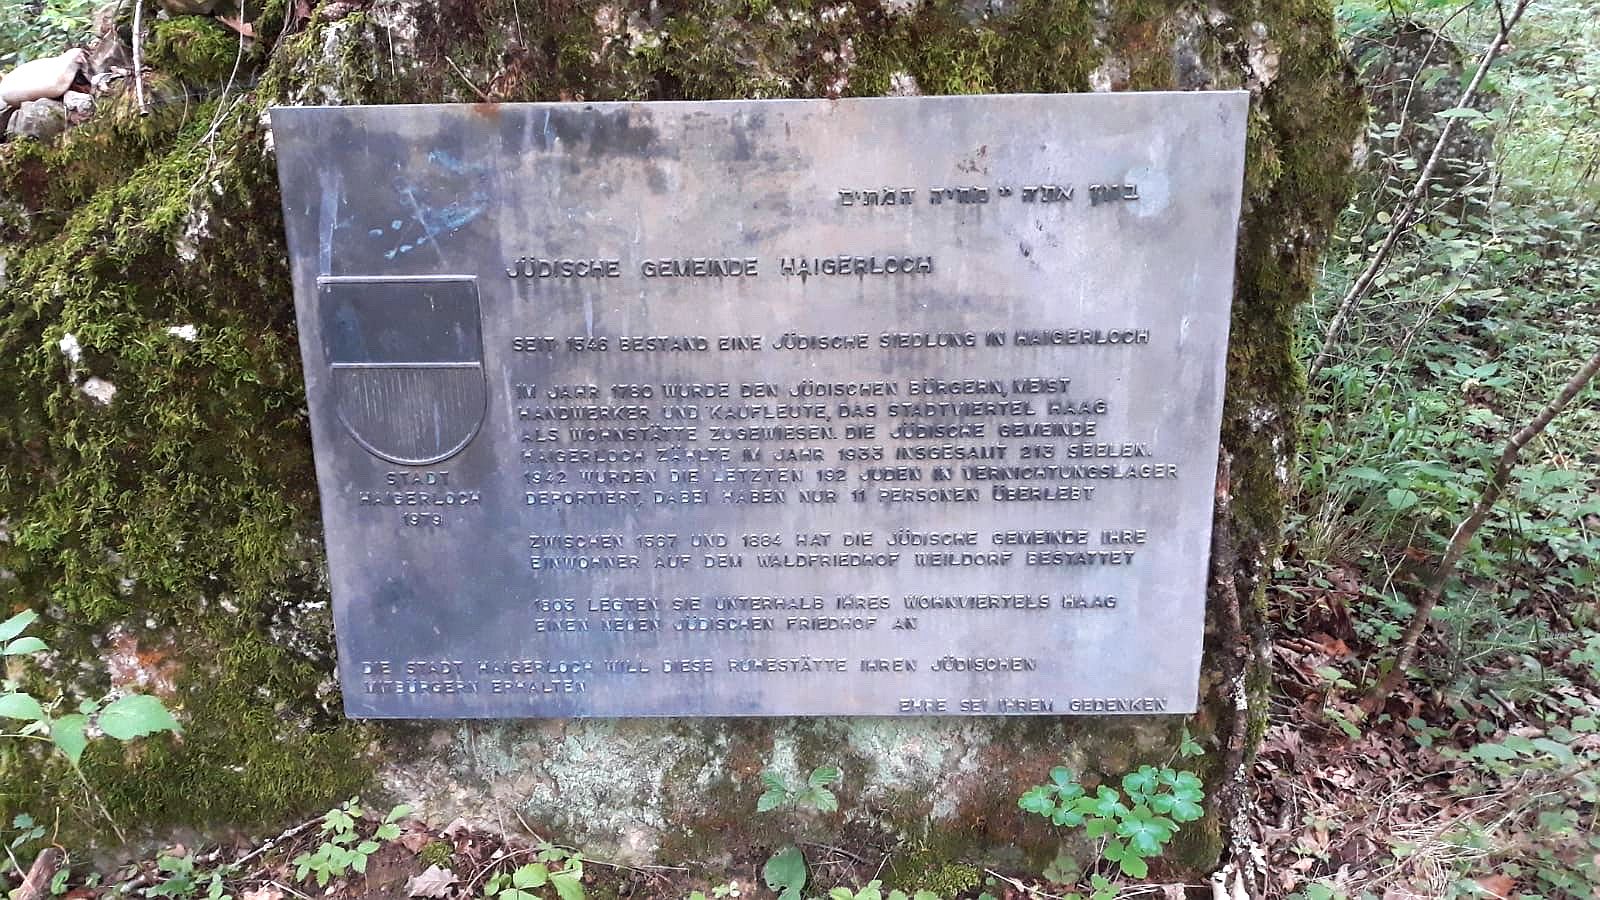 ברוך אתה ״ מחיה המתים
JÜDISCHE GEMEINDE HAIGERLOCH
SEIT 1546 BESTAND EINE JÜDISCHE SIEDLUNG IN HAIGERLOCH
IM JAHR 1780 WURDE DEN JÜDISCHEN BÜRGERN, MEIST
HANDWERKER UND KAUFLEUTE, DAS STADTVIERTEL HAAG
ALS WOHNSTÄTTE ZUGEWIESEN. DIE JÜDISCHE GEMEINDE
HAIGERLOCH ZÄHLTE IM JAHR 1933 INSGESAMT 213 SEELEN.
1942 WURDEN DIE LETZTEN 192 JUDEN IN VERNICHTUNGSLAGER
DEPORTIERT, DABEI HABEN NUR 11 PERSONEN ÜBERLEBT
ZWISCHEN 1567 UND 1884 HAT DIE JÜDISCHE GEMEINDE IHRE
EINWOHNER AUF DEM WALDFRIEDHOF WEILDORF BESTATTET
1803 LEGTEN SIE UNTERHALB IHRES WOHNVIERTELS HAAG
EINEN NEUEN JÜDISCHEN FRIEDHOF AN
DIE STADT HAIGERLOCH WILL DIESE RUHESTÄTTE IHREN JÜDISCHEN
MITBÜRGERN ERHALTEN
EHRE SEI IHREM GEDENKEN
STADT
HAIGERLOCH
1979